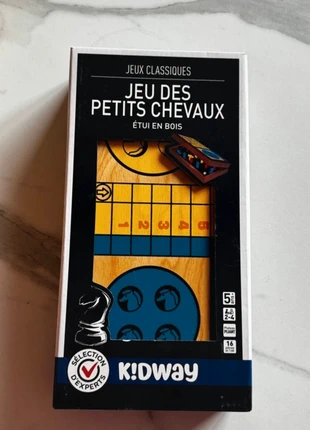 JEUX CLASSIQUES
JEU DES
PETITS CHEVAUX
ÉTUI EN BOIS
1 2 3 4 5
5
2-4
16
SÉLECTION
D'EXPERTS
KIDWAY